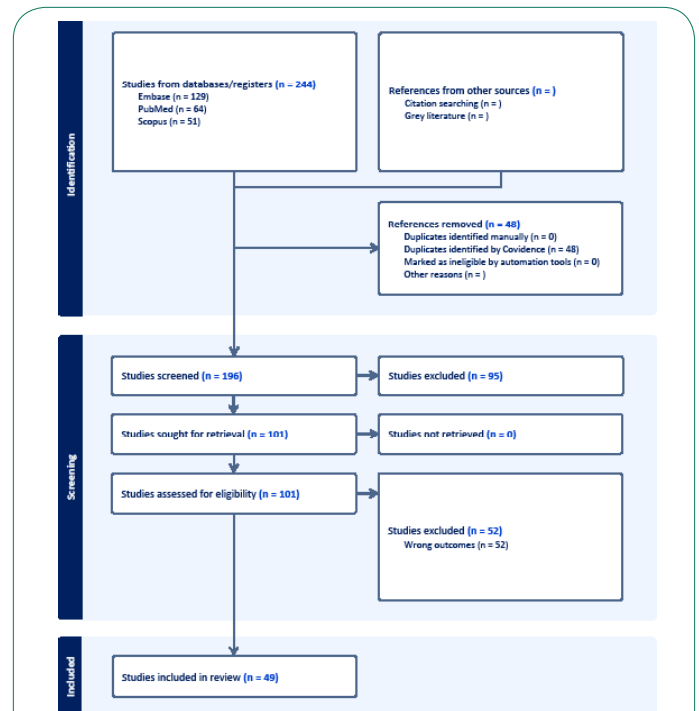 Identification
Studies from databases/registers (n = 244)
Embase (n = 129)
PubMed (n = 64)
Scopus (n = 51)
References from other sources (n = )
Citation searching (n = )
Grey literature (n = )
References removed (n = 48)
Duplicates identified manually (n = 0)
Duplicates identified by Covidence (n = 48)
Marked as ineligible by automation tools (n = 0)
Other reasons (n = )
Screening
Studies screened (n = 196)
Studies excluded (n = 95)
Studies sought for retrieval (n = 101)
Studies not retrieved (n = 0)
Studies assessed for eligibility (n = 101)
Studies excluded (n = 52)
Wrong outcomes (n = 52)
Included
Studies included in review (n = 49)